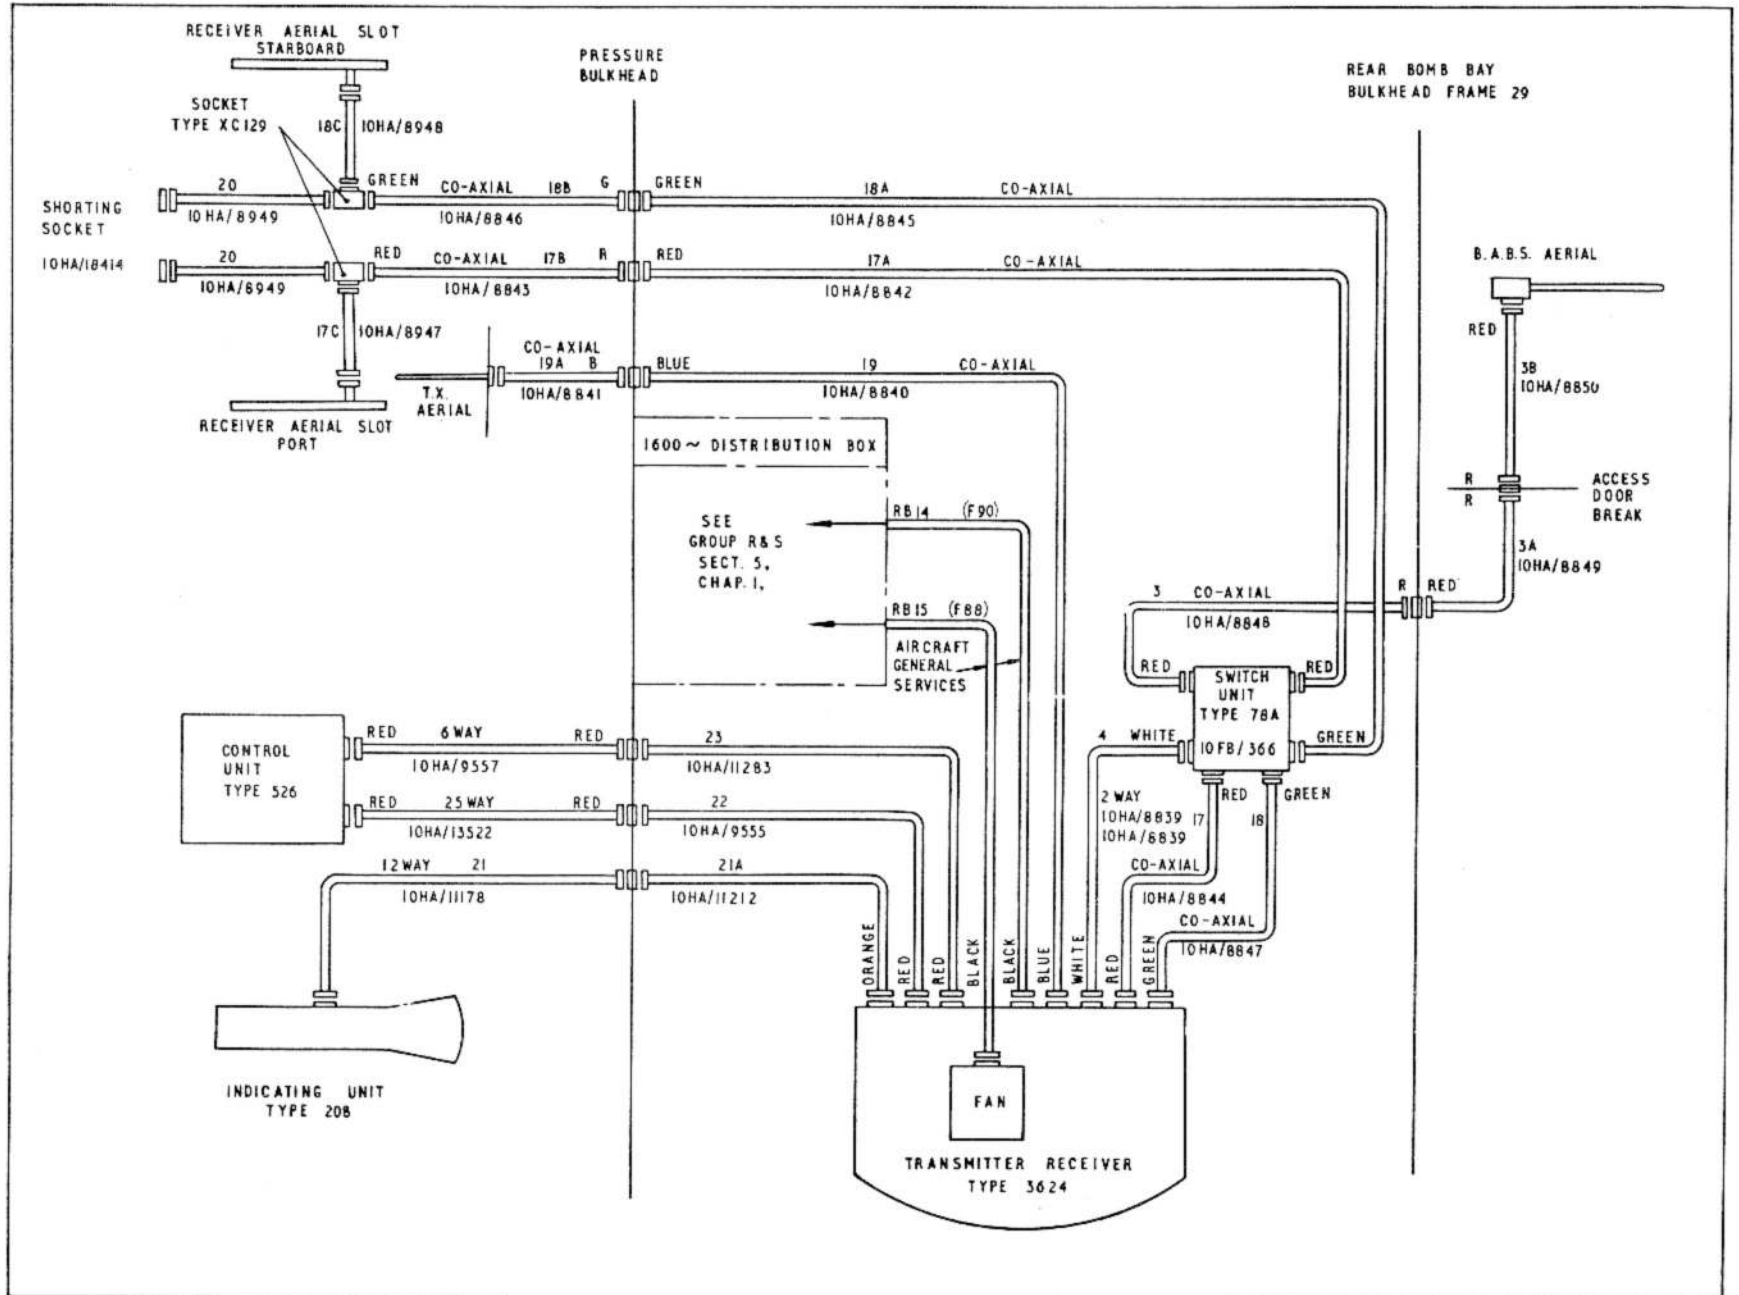 RECEIVER AERIAL SLOT
STARBOARD
PRESSURE
BULKHEAD
REAR BOMB BAY
BULKHEAD FRAME 29
SOCKET
TYPE XC129
18C
10HA/8948
20
GREEN
CO-AXIAL
18B
G
GREEN
18A
CO-AXIAL
SHORTING
SOCKET
10HA/18414
10HA/8949
10HA/8846
10HA/8845
20
RED
CO-AXIAL
17B
R
RED
17A
CO-AXIAL
10HA/8949
10HA/8843
10HA/8842
B.A.B.S. AERIAL
RED
17C
10HA/8947
CO-AXIAL
19A
B
BLUE
19
CO-AXIAL
T.X.
AERIAL
10HA/8841
10HA/8840
3B
10HA/8850
RECEIVER AERIAL SLOT
PORT
1600~ DISTRIBUTION BOX
R
R
ACCESS
DOOR
BREAK
RB14
(F90)
SEE
GROUP R&S
SECT. 5,
CHAP. 1,
3A
10HA/8849
RB15
(F88)
3
CO-AXIAL
R
RED
10HA/8848
AIRCRAFT
GENERAL
SERVICES
RED
SWITCH
UNIT
TYPE 78A
10FB/366
RED
4
WHITE
GREEN
CONTROL
UNIT
TYPE 526
RED
6 WAY
RED
23
10HA/9557
10HA/11283
RED
25 WAY
RED
22
10HA/13522
10HA/9555
2 WAY
10HA/8839
10HA/8839
17
RED
18
GREEN
12 WAY
21
21A
10HA/11178
10HA/11212
CO-AXIAL
10HA/8844
CO-AXIAL
10HA/8847
ORANGE
RED
RED
BLACK
BLACK
BLUE
WHITE
RED
GREEN
INDICATING UNIT
TYPE 208
FAN
TRANSMITTER RECEIVER
TYPE 3624